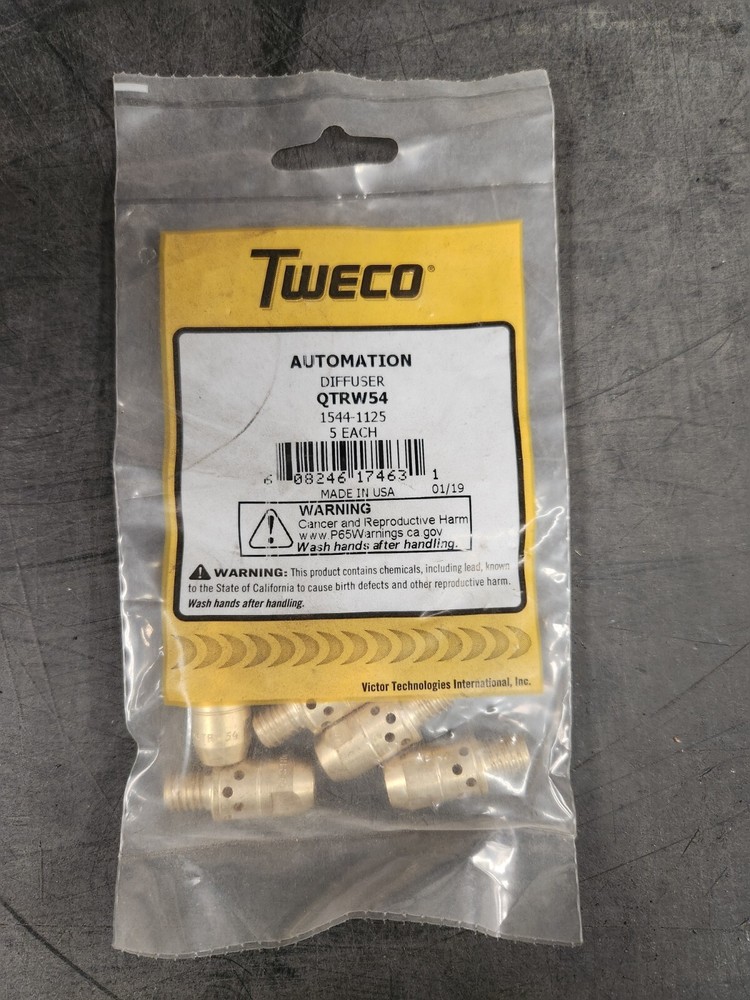 TWECO®
AUTOMATION
DIFFUSER
QTRW54
1544-1125
5 EACH
6 08246 17463 1
MADE IN USA 01/19
WARNING
Cancer and Reproductive Harm
www.P65Warnings.ca.gov
Wash hands after handling.
WARNING: This product contains chemicals, including lead, known
to the State of California to cause birth defects and other reproductive harm.
Wash hands after handling.
Victor Technologies International, Inc.